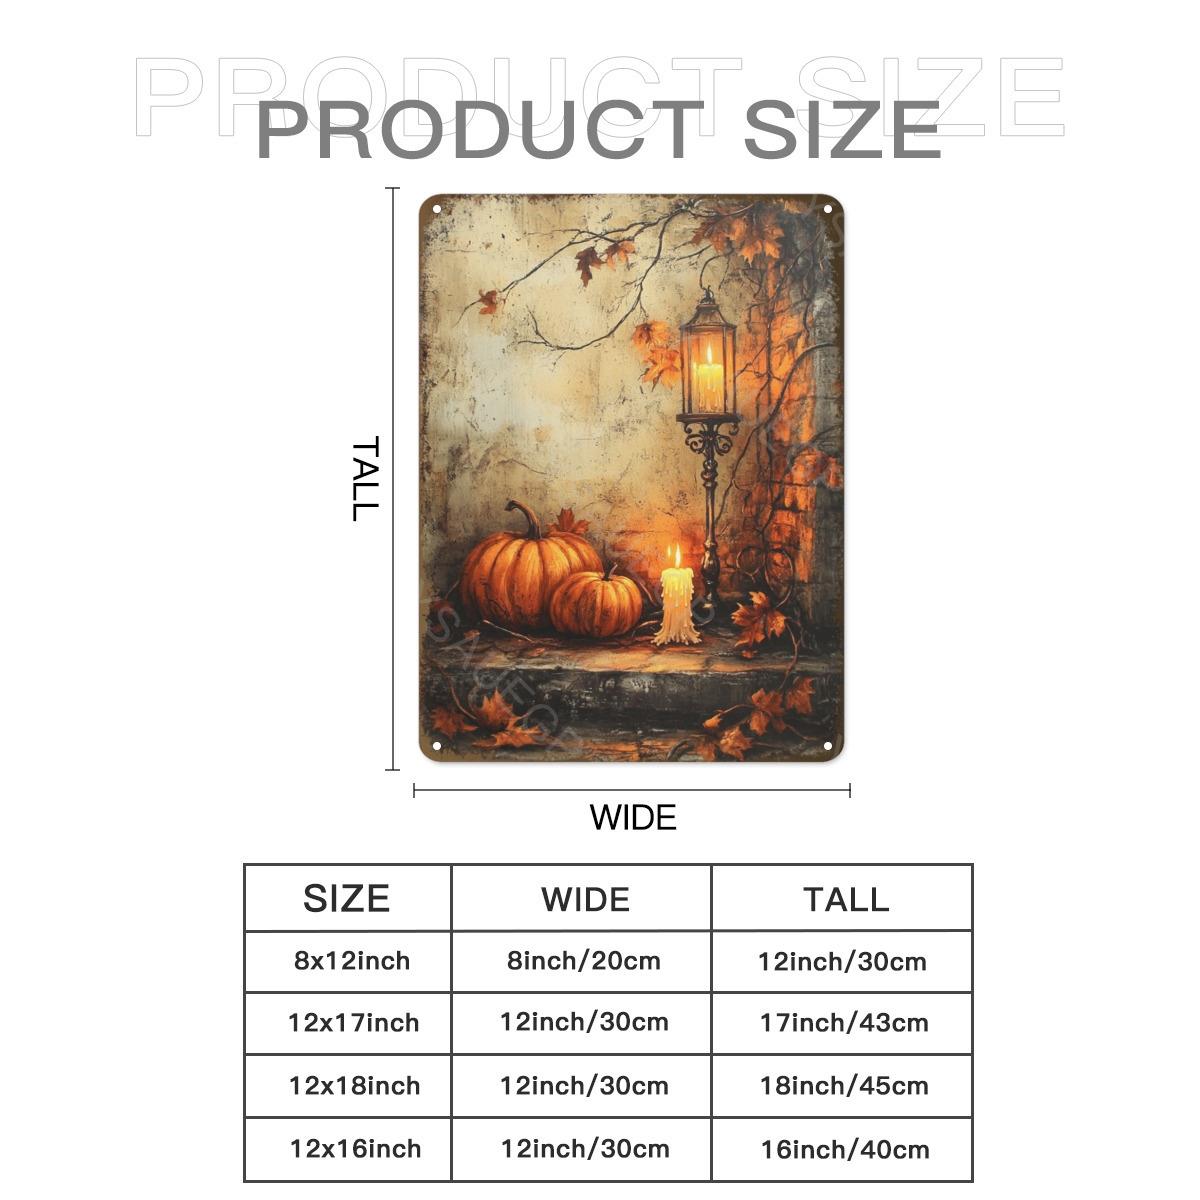 PRODUCT SIZE
PRODUCT SIZE
TALL
WIDE
SIZE WIDE TALL
8x12inch 8inch/20cm 12inch/30cm
12x17inch 12inch/30cm 17inch/43cm
12x18inch 12inch/30cm 18inch/45cm
12x16inch 12inch/30cm 16inch/40cm